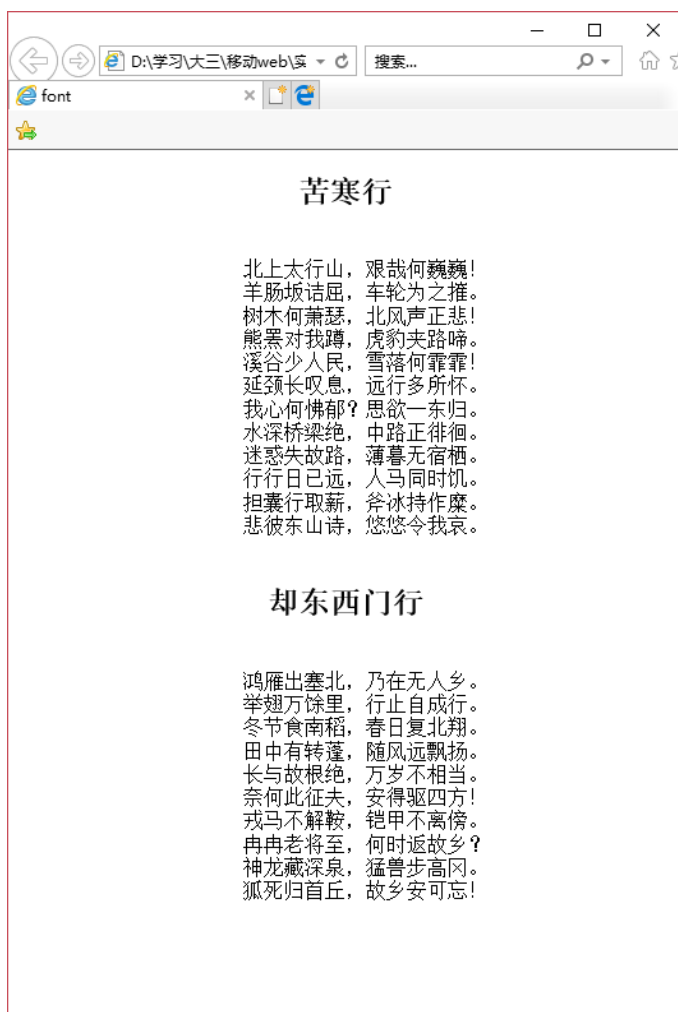 D:\学习\大三\移动web\实
搜索...
font
苦寒行
北上太行山，艰哉何巍巍！
羊肠坂诘屈，车轮为之摧。
树木何萧瑟，北风声正悲！
熊罴对我蹲，虎豹夹路啼。
溪谷少人民，雪落何霏霏！
延颈长叹息，远行多所怀。
我心何怫郁？思欲一东归。
水深桥梁绝，中路正徘徊。
迷惑失故路，薄暮无宿栖。
行行日已远，人马同时饥。
担囊行取薪，斧冰持作糜。
悲彼东山诗，悠悠令我哀。
却东西门行
鸿雁出塞北，乃在无人乡。
举翅万馀里，行止自成行。
冬节食南稻，春日复北翔。
田中有转蓬，随风远飘扬。
长与故根绝，万岁不相当。
奈何此征夫，安得驱四方！
戎马不解鞍，铠甲不离傍。
冉冉老将至，何时返故乡？
神龙藏深泉，猛兽步高冈。
狐死归首丘，故乡安可忘！